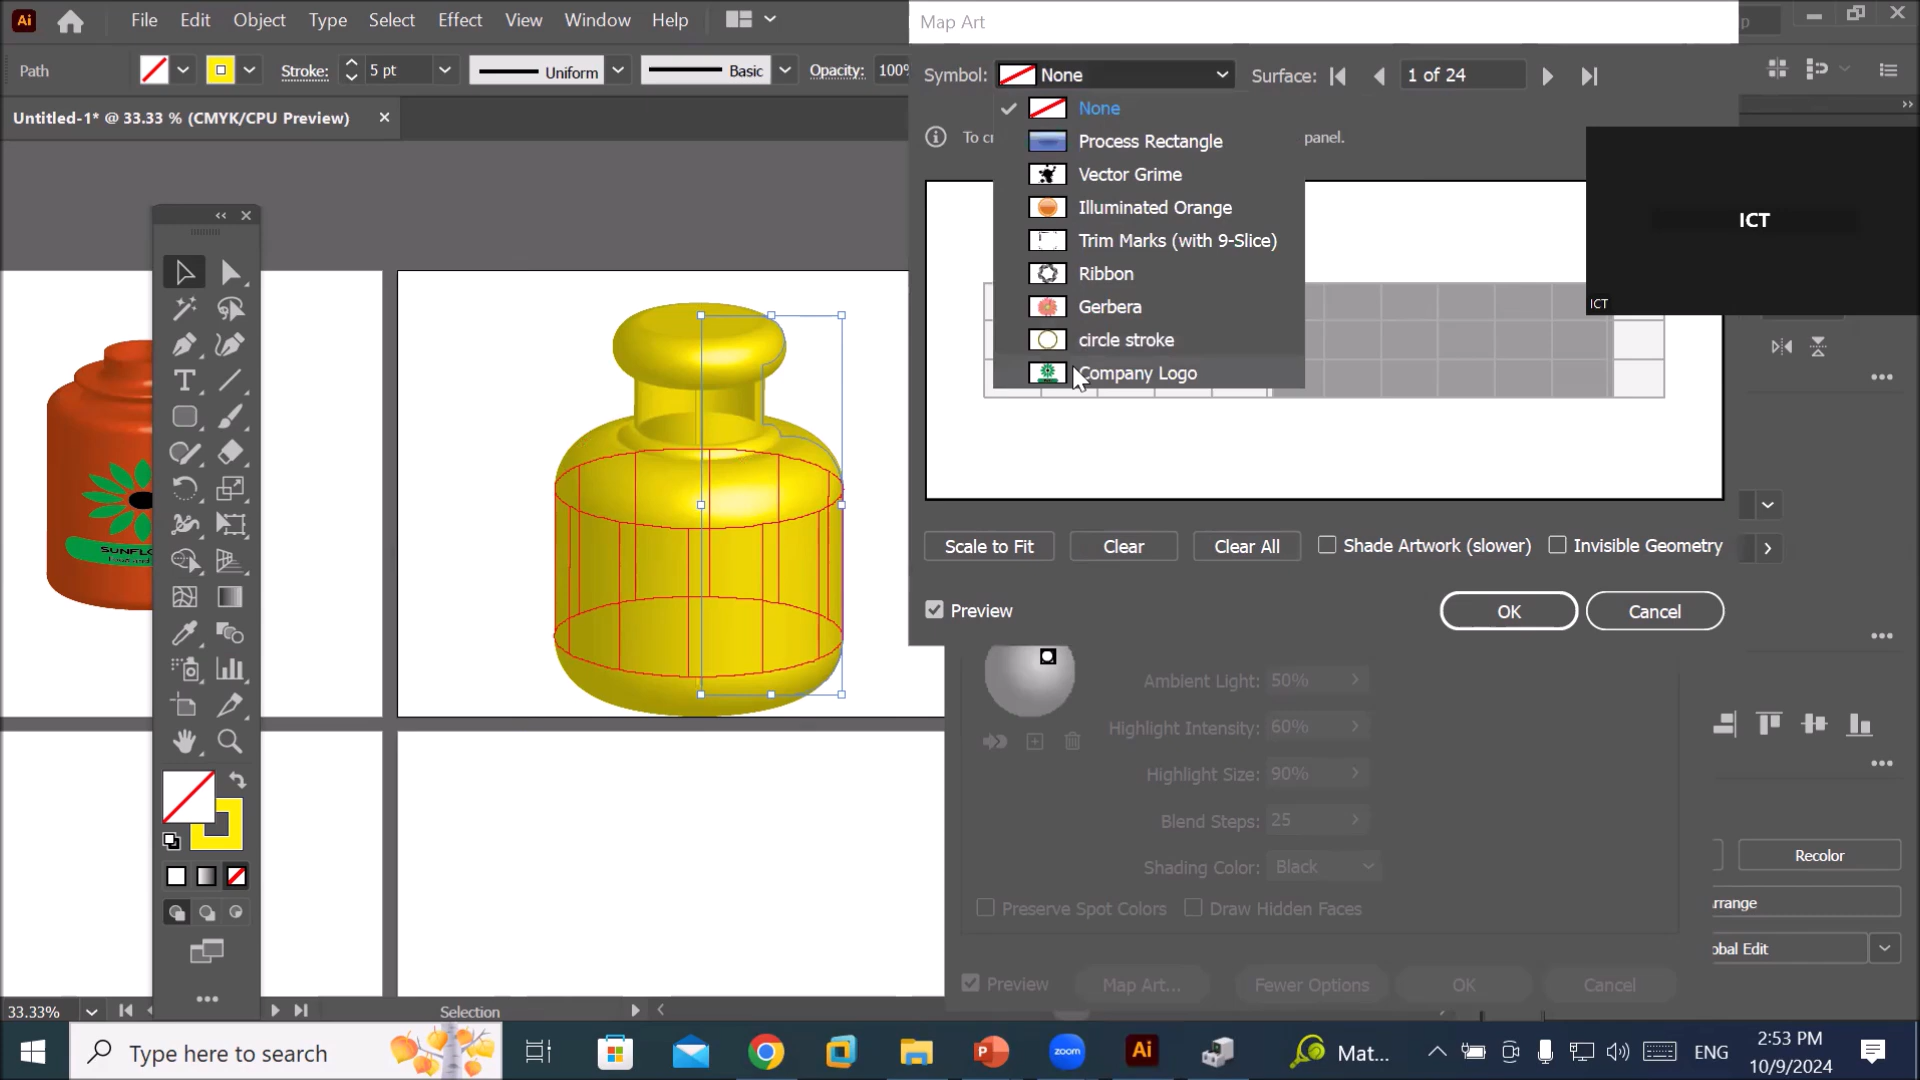 Ai File Edit Object Type Select Effect View Window Help
Map Art
Path Stroke: 5 pt Uniform Basic Opacity: 100%
Symbol: None Surface: 1 of 24
Untitled-1* @ 33.33 % (CMYK/CPU Preview)
None
Process Rectangle
Vector Grime
Illuminated Orange
Trim Marks (with 9-Slice)
Ribbon
Gerbera
circle stroke
Company Logo
panel.
ICT
ICT
SUNFLO
Scale to Fit Clear Clear All Shade Artwork (slower) Invisible Geometry
Preview OK Cancel
Ambient Light: 50%
Highlight Intensity: 60%
Highlight Size: 90%
Blend Steps: 25
Shading Color: Black
Preserve Spot Colors Draw Hidden Faces
Preview Map Art... Fewer Options OK Cancel
Recolor
rrange
obal Edit
33.33% Selection
Type here to search
zoom Ai Mat... ENG
2:53 PM
10/9/2024